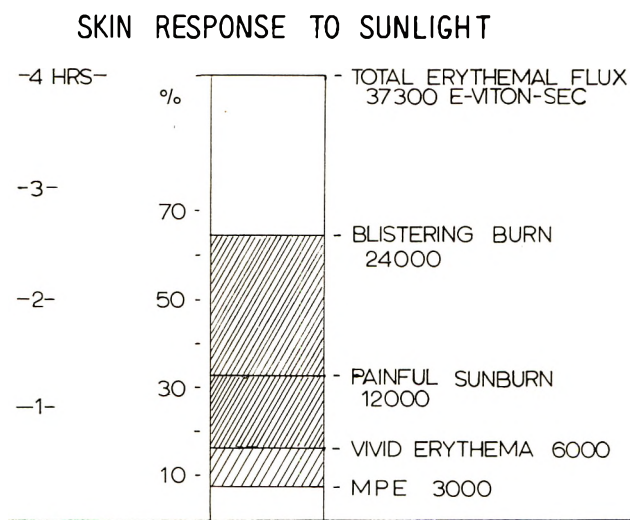 SKIN RESPONSE TO SUNLIGHT
-4 HRS-
%
- TOTAL ERYTHEMAL FLUX
37300 E-VITON-SEC
-3-
70 -
- BLISTERING BURN
24000
-2-
50 -
30 -
- PAINFUL SUNBURN
12000
-1-
- VIVID ERYTHEMA 6000
10 -
- MPE 3000